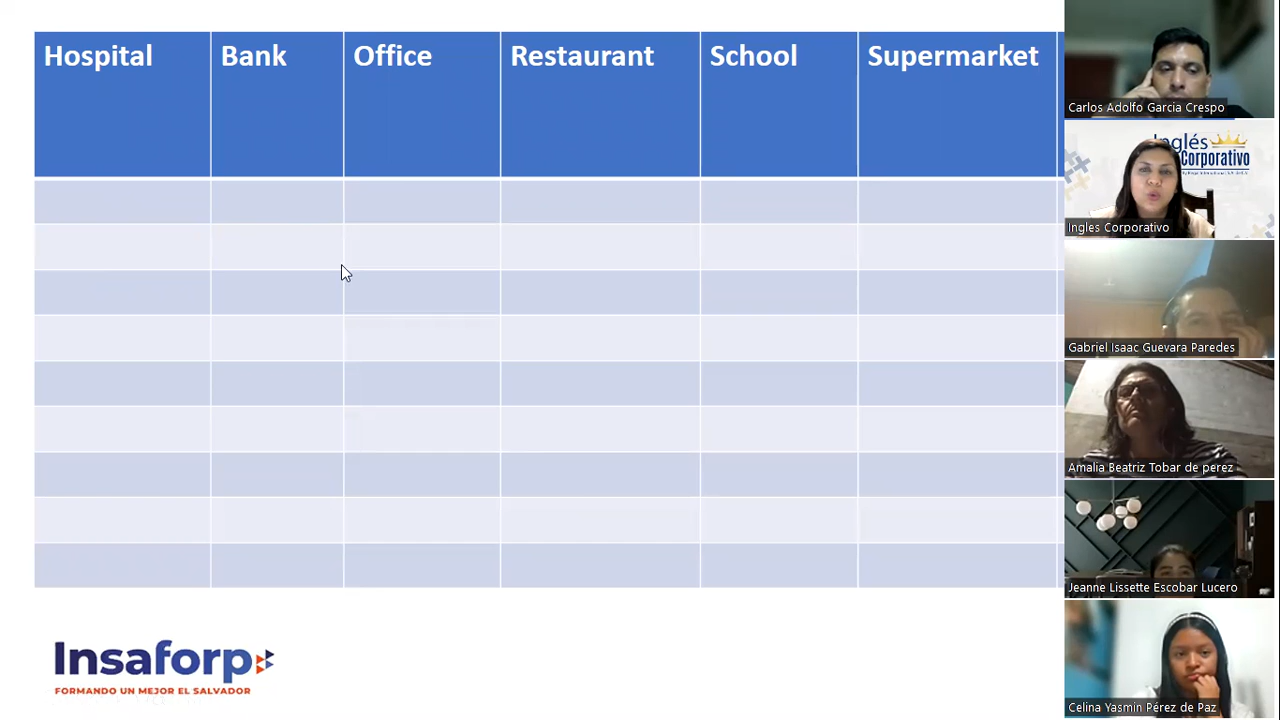 Hospital Bank Office Restaurant School Supermarket
Insaforp
FORMANDO UN MEJOR EL SALVADOR
Carlos Adolfo Garcia Crespo
Inglés
Corporativo
Ingles Corporativo
Gabriel Isaac Guevara Paredes
Amalia Beatriz Tobar de perez
Jeanne Lissette Escobar Lucero
Celina Yasmin Pérez de Paz